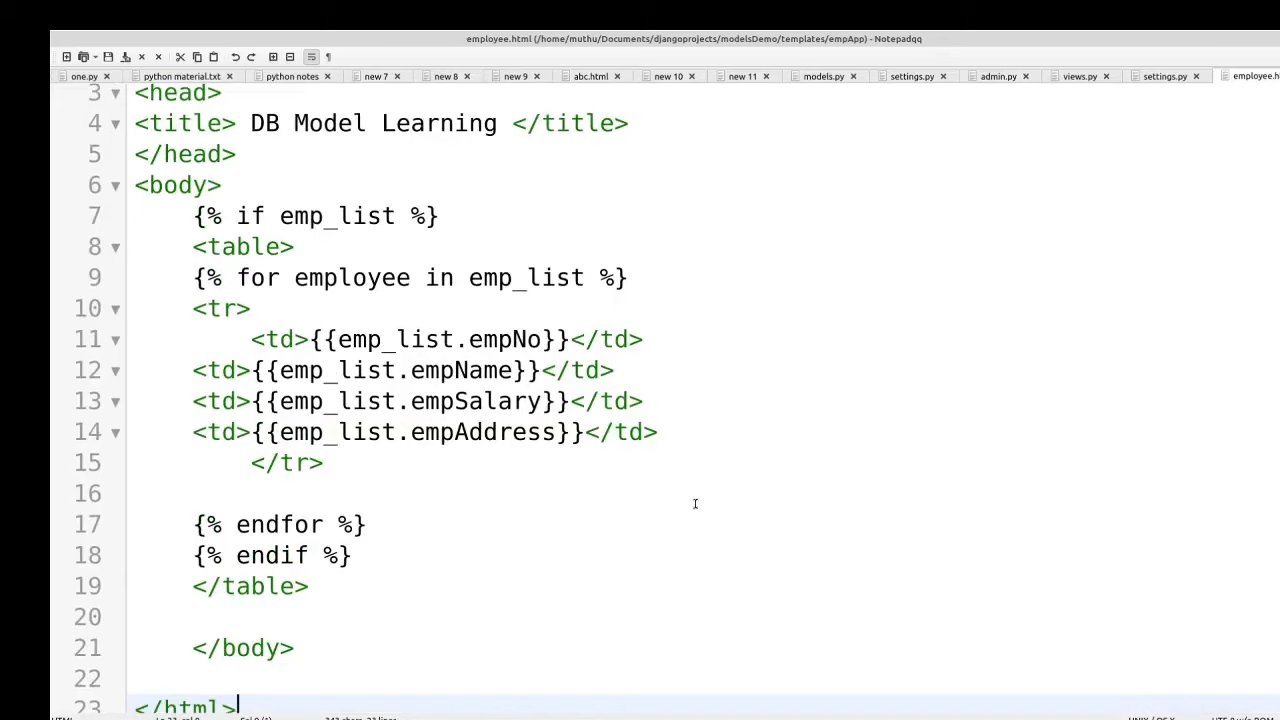 employee.html (/home/muthu/Documents/djangoprojects/modelsDemo/templates/empApp) - Notepadqq
one.py python material.txt python notes new 7 new 8 new 9 abc.html new 10 new 11 models.py settings.py admin.py views.py settings.py employee.h
3 <head>
4 <title> DB Model Learning </title>
5 </head>
6 <body>
7 {% if emp_list %}
8 <table>
9 {% for employee in emp_list %}
10 <tr>
11 <td>{{emp_list.empNo}}</td>
12 <td>{{emp_list.empName}}</td>
13 <td>{{emp_list.empSalary}}</td>
14 <td>{{emp_list.empAddress}}</td>
15 </tr>
16
17 {% endfor %}
18 {% endif %}
19 </table>
20
21 </body>
22
23 </html>